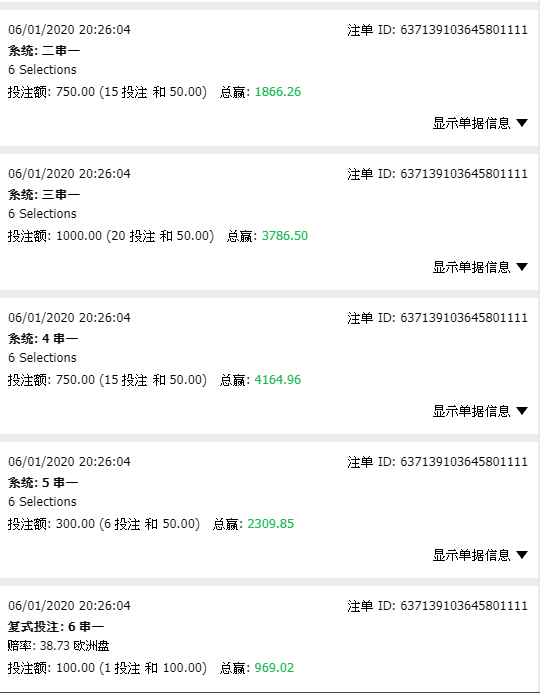 06/01/2020 20:26:04 注单 ID: 637139103645801111
系统: 二串一
6 Selections
投注额: 750.00 (15 投注 和 50.00) 总赢: 1866.26
显示单据信息 ▼
06/01/2020 20:26:04 注单 ID: 637139103645801111
系统: 三串一
6 Selections
投注额: 1000.00 (20 投注 和 50.00) 总赢: 3786.50
显示单据信息 ▼
06/01/2020 20:26:04 注单 ID: 637139103645801111
系统: 4 串一
6 Selections
投注额: 750.00 (15 投注 和 50.00) 总赢: 4164.96
显示单据信息 ▼
06/01/2020 20:26:04 注单 ID: 637139103645801111
系统: 5 串一
6 Selections
投注额: 300.00 (6 投注 和 50.00) 总赢: 2309.85
显示单据信息 ▼
06/01/2020 20:26:04 注单 ID: 637139103645801111
复式投注: 6 串一
赔率: 38.73 欧洲盘
投注额: 100.00 (1 投注 和 100.00) 总赢: 969.02